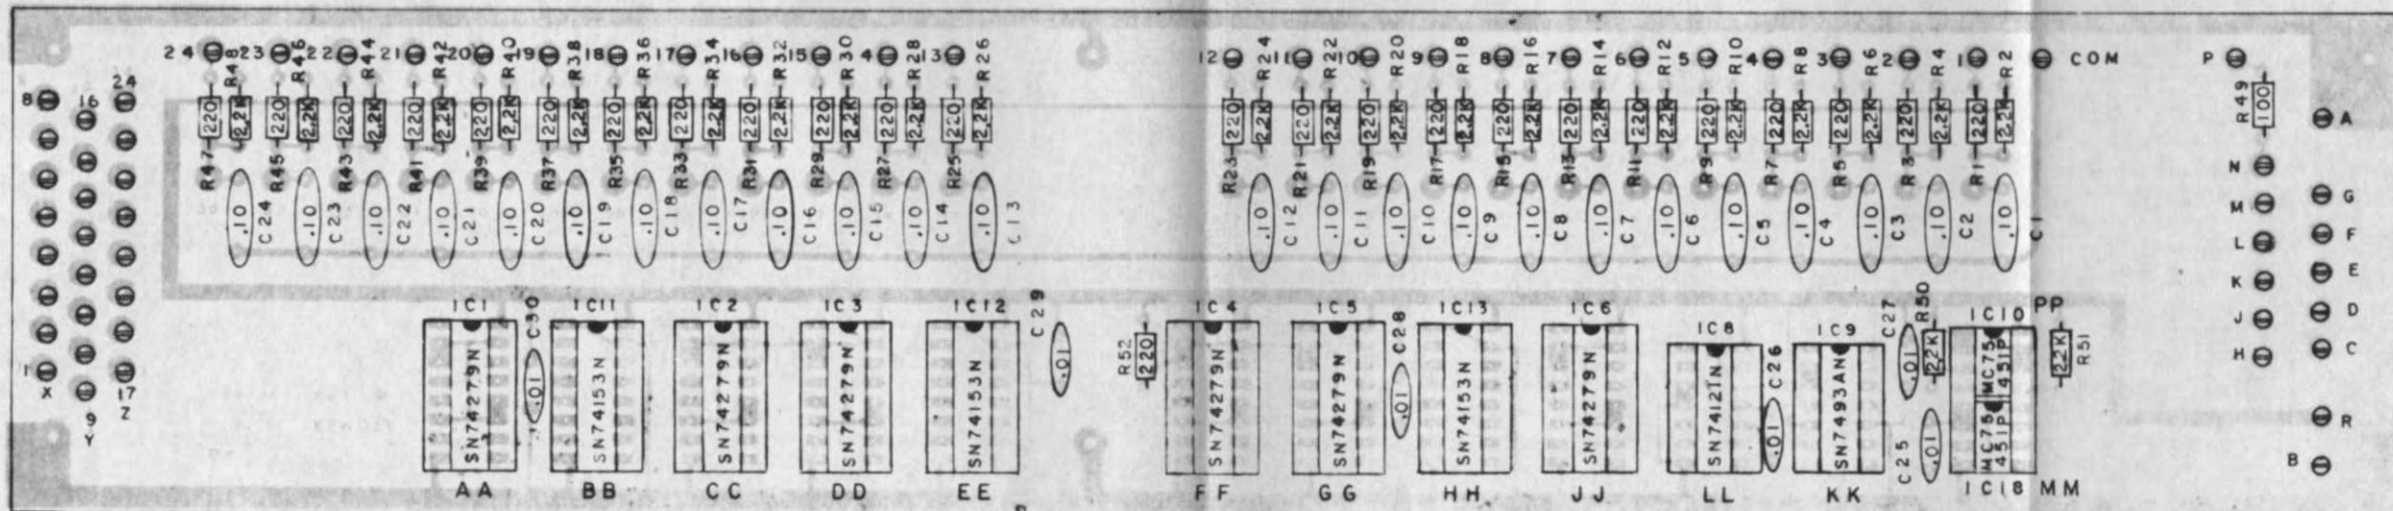 24 R48 23 R46 22 R44 21 R42 20 R40 19 R38 18 R36 17 R34 16 R32 15 R30 4 R28 13 R26 12 R24 11 R22 10 R20 9 R18 8 R16 7 R14 6 R12 5 R10 4 R8 3 R6 2 R4 1 R2 COM P
8 16 24
220 2.2K 220 2.2K 220 2.2K 220 2.2K 220 2.2K 220 2.2K 220 2.2K 220 2.2K 220 2.2K 220 2.2K 220 2.2K 220 2.2K 220 2.2K 220 2.2K 220 2.2K 220 2.2K 220 2.2K 220 2.2K 220 2.2K 220 2.2K 220 2.2K 220 2.2K 220 2.2K 220 2.2K R49 100 A
R47 R45 R43 R41 R39 R37 R35 R33 R31 R29 R27 R25 R23 R21 R19 R17 R15 R13 R11 R9 R7 R5 R3 R1 N
.10 C24 .10 C23 .10 C22 .10 C21 .10 C20 .10 C19 .10 C18 .10 C17 .10 C16 .10 C15 .10 C14 .10 C13 .10 C12 .10 C11 .10 C10 .10 C9 .10 C8 .10 C7 .10 C6 .10 C5 .10 C4 .10 C3 .10 C2 .10 C1
M G
L F
K E
J D
H C
IC1 C30 IC11 IC2 IC3 IC12 C29 IC4 IC5 C28 IC13 IC6 IC8 IC9 C27 R50 IC10 PP
SN74279N .01 SN74153N SN74279N SN74279N SN74153N .01 R52 220 SN74279N SN74279N .01 SN74153N SN74279N SN74121N .01 C26 SN7493AN .01 2.2K MC75451P 2.2K R51
C25 .01 MC75451P
1 X 9 Y 17 Z
R
B
AA BB CC DD EE FF GG HH JJ LL KK IC18 MM